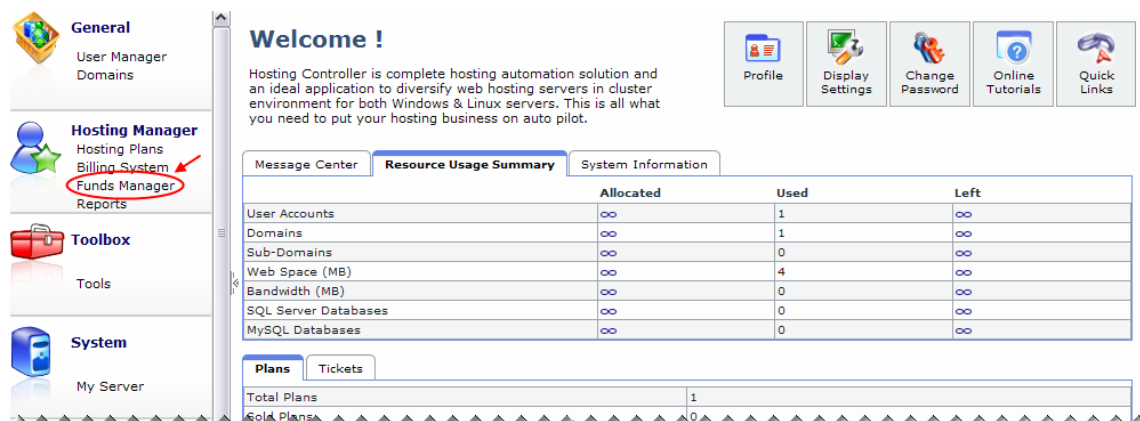 General
User Manager
Domains
Hosting Manager
Hosting Plans
Billing System
Funds Manager
Reports
Toolbox
Tools
System
My Server
Welcome !
Hosting Controller is complete hosting automation solution and
an ideal application to diversify web hosting servers in cluster
environment for both Windows & Linux servers. This is all what
you need to put your hosting business on auto pilot.
Profile
Display
Settings
Change
Password
Online
Tutorials
Quick
Links
Message Center Resource Usage Summary System Information
Allocated Used Left
User Accounts ∞ 1 ∞
Domains ∞ 1 ∞
Sub-Domains ∞ 0 ∞
Web Space (MB) ∞ 4 ∞
Bandwidth (MB) ∞ 0 ∞
SQL Server Databases ∞ 0 ∞
MySQL Databases ∞ 0 ∞
Plans Tickets
Total Plans 1
Sold Plans 0